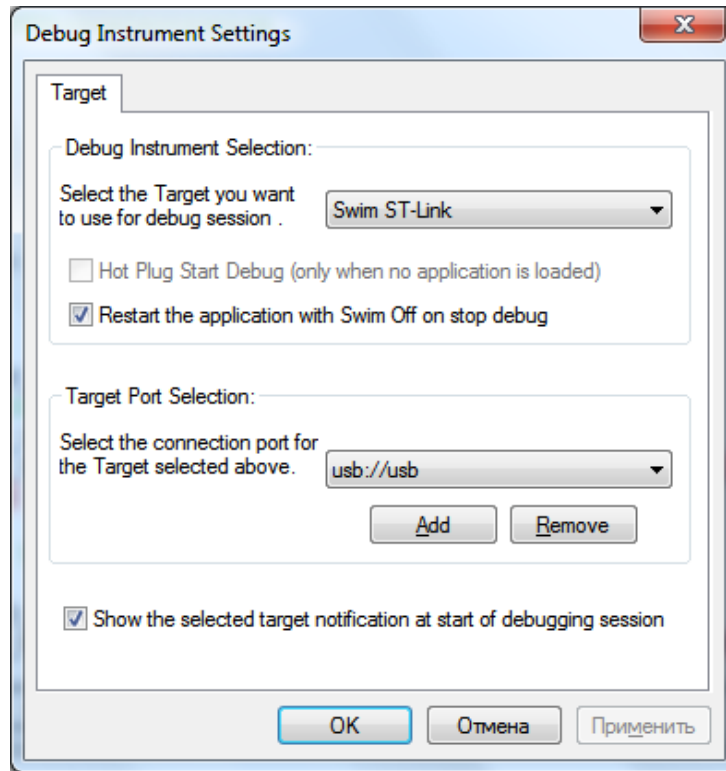 Debug Instrument Settings
Target
Debug Instrument Selection:
Select the Target you want
to use for debug session .
Swim ST-Link
Hot Plug Start Debug (only when no application is loaded)
Restart the application with Swim Off on stop debug
Target Port Selection:
Select the connection port for
the Target selected above.
usb://usb
Add
Remove
Show the selected target notification at start of debugging session
OK
Отмена
Применить